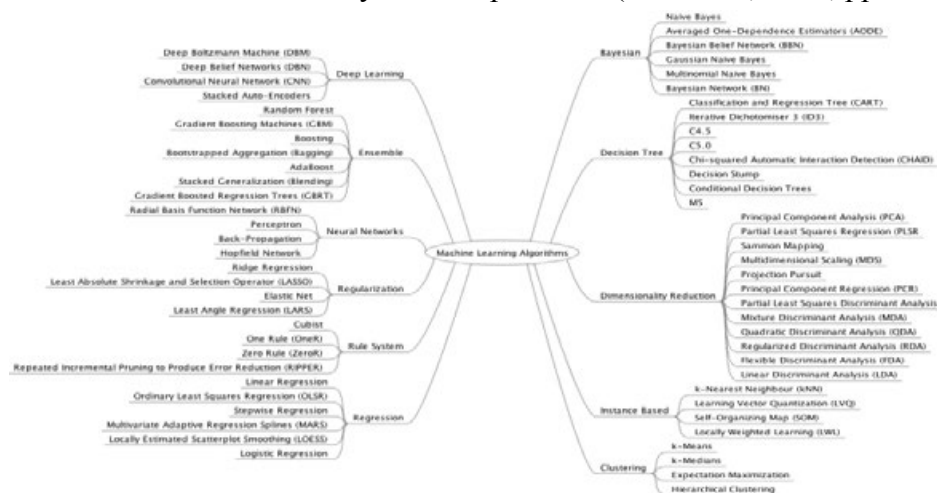 Deep Boltzmann Machine (DBM)
Deep Belief Networks (DBN)
Convolutional Neural Network (CNN)
Stacked Auto-Encoders
Deep Learning
Random Forest
Gradient Boosting Machines (GBM)
Boosting
Bootstrapped Aggregation (Bagging)
AdaBoost
Stacked Generalization (Blending)
Gradient Boosted Regression Trees (GBRT)
Ensemble
Radial Basis Function Network (RBFN)
Perceptron
Back-Propagation
Hopfield Network
Neural Networks
Ridge Regression
Least Absolute Shrinkage and Selection Operator (LASSO)
Elastic Net
Least Angle Regression (LARS)
Regularization
Cubist
One Rule (OneR)
Zero Rule (ZeroR)
Repeated Incremental Pruning to Produce Error Reduction (RIPPER)
Rule System
Linear Regression
Ordinary Least Squares Regression (OLSR)
Stepwise Regression
Multivariate Adaptive Regression Splines (MARS)
Locally Estimated Scatterplot Smoothing (LOESS)
Logistic Regression
Regression
Machine Learning Algorithms
Bayesian
Naive Bayes
Averaged One-Dependence Estimators (AODE)
Bayesian Belief Network (BBN)
Gaussian Naive Bayes
Multinomial Naive Bayes
Bayesian Network (BN)
Decision Tree
Classification and Regression Tree (CART)
Iterative Dichotomiser 3 (ID3)
C4.5
C5.0
Chi-squared Automatic Interaction Detection (CHAID)
Decision Stump
Conditional Decision Trees
M5
Dimensionality Reduction
Principal Component Analysis (PCA)
Partial Least Squares Regression (PLSR
Sammon Mapping
Multidimensional Scaling (MDS)
Projection Pursuit
Principal Component Regression (PCR)
Partial Least Squares Discriminant Analysis
Mixture Discriminant Analysis (MDA)
Quadratic Discriminant Analysis (QDA)
Regularized Discriminant Analysis (RDA)
Flexible Discriminant Analysis (FDA)
Linear Discriminant Analysis (LDA)
Instance Based
k-Nearest Neighbour (kNN)
Learning Vector Quantization (LVQ)
Self-Organizing Map (SOM)
Locally Weighted Learning (LWL)
Clustering
k-Means
k-Medians
Expectation Maximization
Hierarchical Clustering